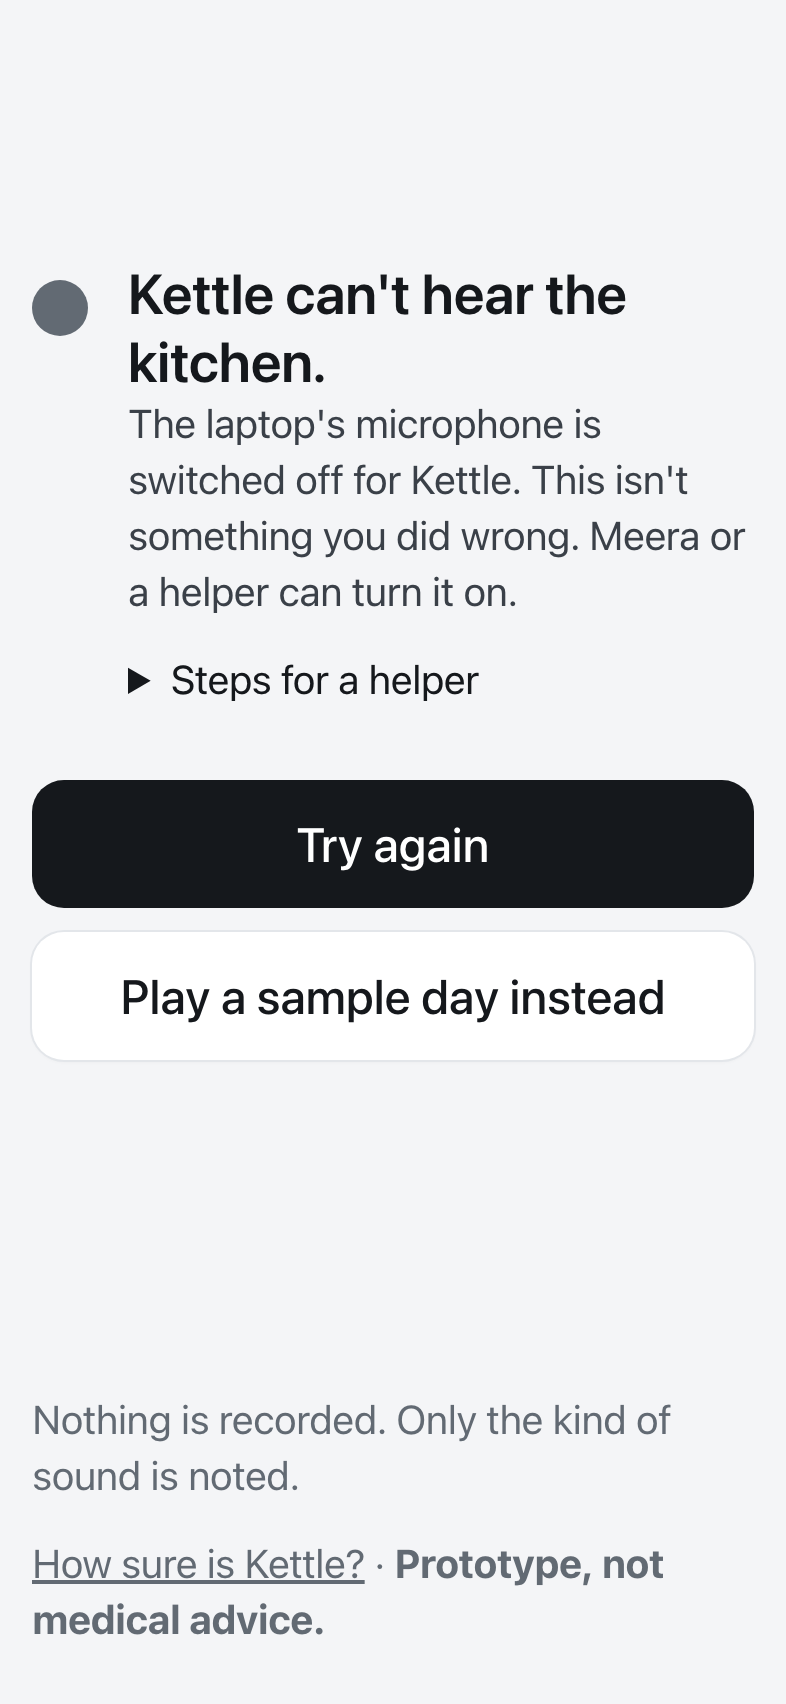 Kettle can't hear the
kitchen.
The laptop's microphone is
switched off for Kettle. This isn't
something you did wrong. Meera or
a helper can turn it on.
Steps for a helper
Try again
Play a sample day instead
Nothing is recorded. Only the kind of
sound is noted.
How sure is Kettle? · Prototype, not
medical advice.